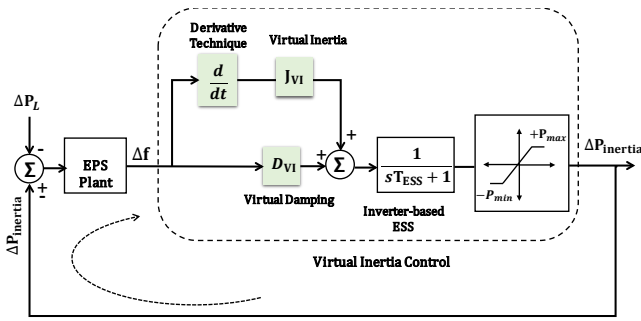 Derivative
Technique
Virtual Inertia
d
dt
J_VI
ΔP_L
-
Σ
+
-
EPS
Plant
Δf
D_VI
Virtual Damping
+
+
Σ
1
sT_ESS + 1
Inverter-based
ESS
+P_max
−P_min
ΔP_inertia
ΔP_inertia
Virtual Inertia Control